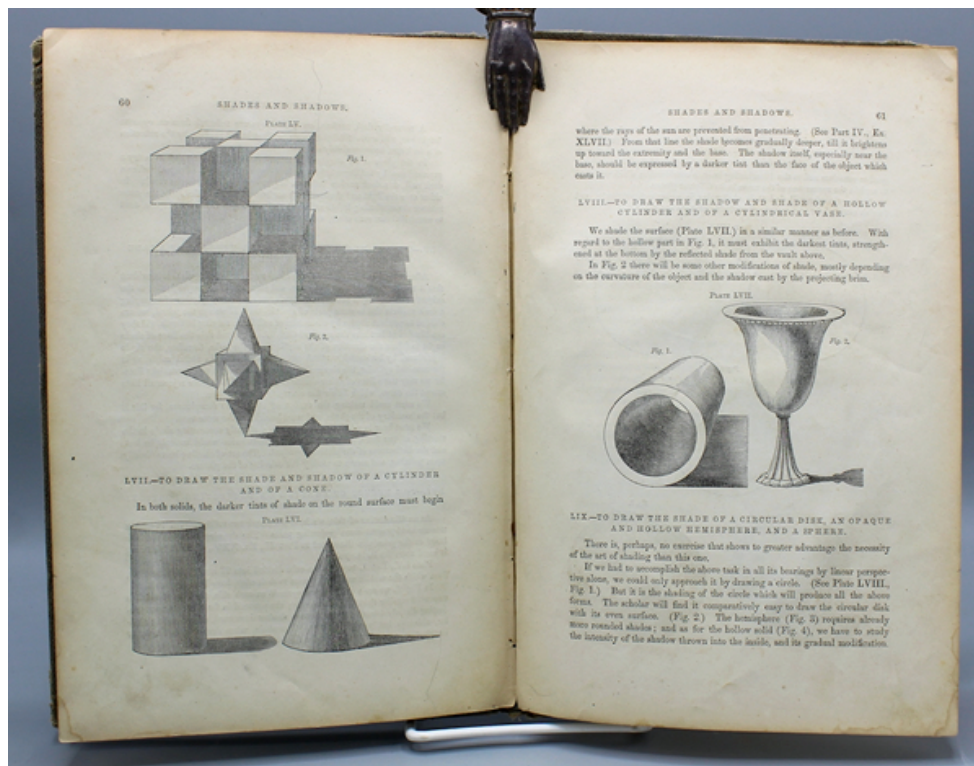 60
SHADES AND SHADOWS.
PLATE LV.
Fig. 1.
Fig. 2.
LVII.—TO DRAW THE SHADE AND SHADOW OF A CYLINDER
AND OF A CONE.
In both solids, the darker tints of shade on the round surface must begin
PLATE LVI.
SHADES AND SHADOWS.
61
where the rays of the sun are prevented from penetrating. (See Part IV., Ex.
XLVII.) From that line the shade becomes gradually deeper, till it brightens
up toward the extremity and the base. The shadow itself, especially near the
base, should be expressed by a darker tint than the face of the object which
casts it.
LVIII.—TO DRAW THE SHADOW AND SHADE OF A HOLLOW
CYLINDER AND OF A CYLINDRICAL VASE.
We shade the surface (Plate LVII.) in a similar manner as before. With
regard to the hollow part in Fig. 1, it must exhibit the darkest tints, strength-
ened at the bottom by the reflected shade from the vault above.
In Fig. 2 there will be some other modifications of shade, mostly depending
on the curvature of the object and the shadow cast by the projecting brim.
PLATE LVII.
Fig. 1.
Fig. 2.
LIX.—TO DRAW THE SHADE OF A CIRCULAR DISK, AN OPAQUE
AND HOLLOW HEMISPHERE, AND A SPHERE.
There is, perhaps, no exercise that shows to greater advantage the necessity
of the art of shading than this one.
If we had to accomplish the above task in all its bearings by linear perspec-
tive alone, we could only approach it by drawing a circle. (See Plate LVIII.,
Fig. 1.) But it is the shading of the circle which will produce all the above
forms. The scholar will find it comparatively easy to draw the circular disk
with its even surface. (Fig. 2.) The hemisphere (Fig. 3) requires already
more rounded shades; and as for the hollow solid (Fig. 4), we have to study
the intensity of the shadow thrown into the inside, and its gradual modification.